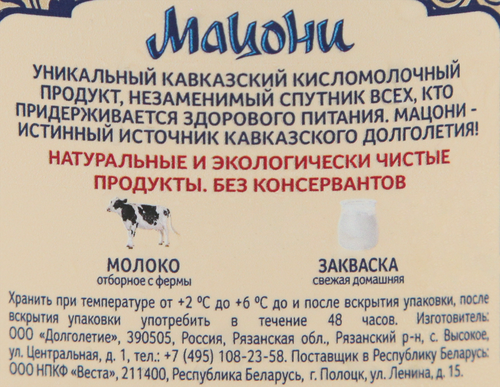 Мацони
УНИКАЛЬНЫЙ КАВКАЗСКИЙ КИСЛОМОЛОЧНЫЙ
ПРОДУКТ, НЕЗАМЕНИМЫЙ СПУТНИК ВСЕХ, КТО
ПРИДЕРЖИВАЕТСЯ ЗДОРОВОГО ПИТАНИЯ. МАЦОНИ -
ИСТИННЫЙ ИСТОЧНИК КАВКАЗСКОГО ДОЛГОЛЕТИЯ!
НАТУРАЛЬНЫЕ И ЭКОЛОГИЧЕСКИ ЧИСТЫЕ
ПРОДУКТЫ. БЕЗ КОНСЕРВАНТОВ
МОЛОКО
отборное с фермы
ЗАКВАСКА
свежая домашняя
Хранить при температуре от +2 ºС до +6 ºС до и после вскрытия упаковки, после
вскрытия упаковки употребить в течение 48 часов. Изготовитель:
ООО «Долголетие», 390505, Россия, Рязанская обл., Рязанский р-н, с. Высокое,
ул. Центральная, д. 1, тел.: +7 (495) 108-23-58. Поставщик в Республику Беларусь:
ООО НПКФ «Веста», 211400, Республика Беларусь, г. Полоцк, ул. Ленина, д. 15.